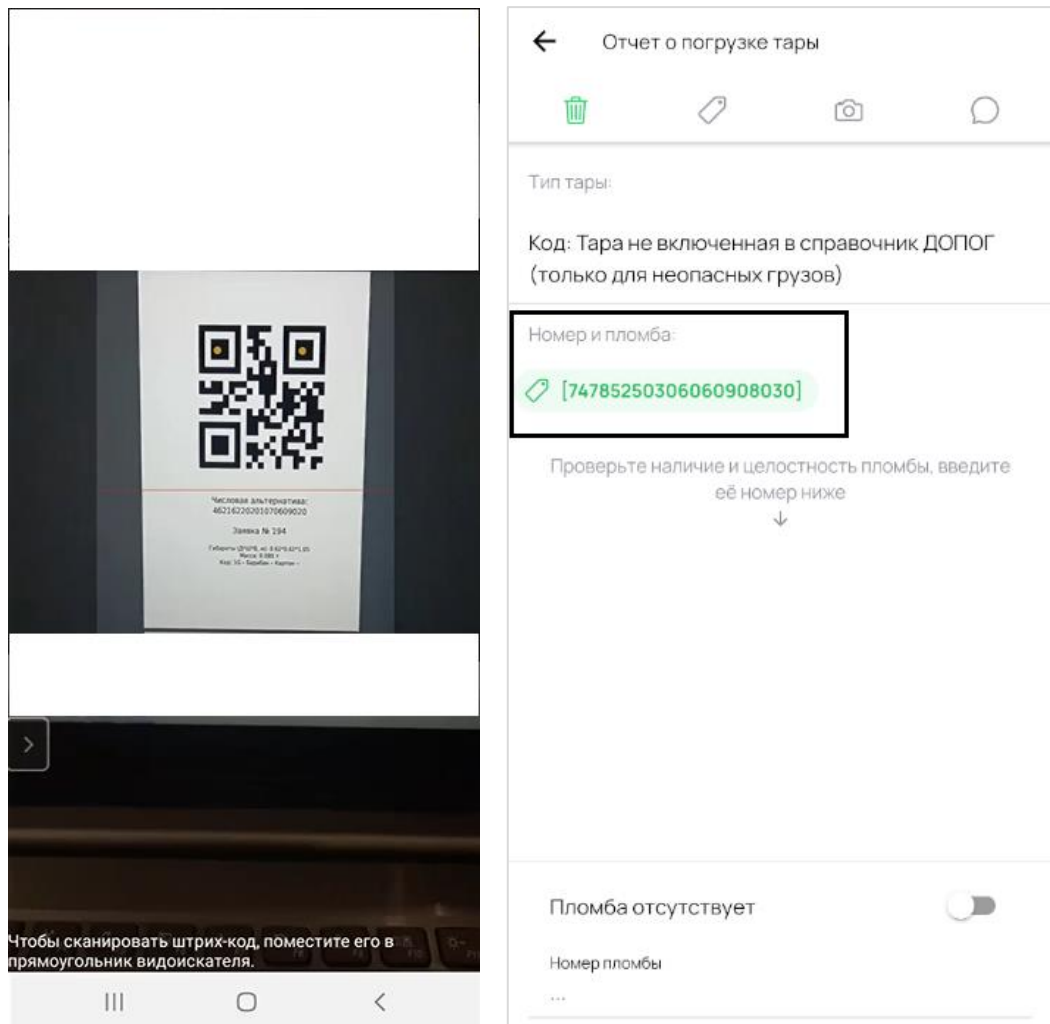 Числовая альтернатива:
46216220201070609020
Заявка № 194
Чтобы сканировать штрих-код, поместите его в
прямоугольник видоискателя.
Отчет о погрузке тары
Тип тары:
Код: Тара не включенная в справочник ДОПОГ
(только для неопасных грузов)
Номер и пломба:
[74785250306060908030]
Проверьте наличие и целостность пломбы, введите
её номер ниже
Пломба отсутствует
Номер пломбы
...